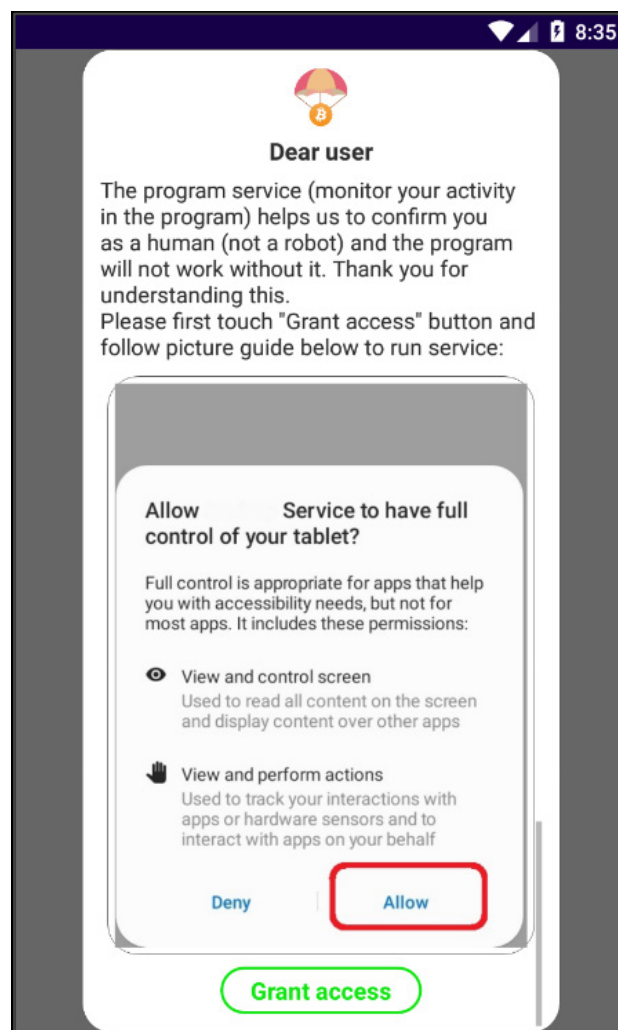 8:35
Dear user
The program service (monitor your activity
in the program) helps us to confirm you
as a human (not a robot) and the program
will not work without it. Thank you for
understanding this.
Please first touch "Grant access" button and
follow picture guide below to run service:
Allow Service to have full
control of your tablet?
Full control is appropriate for apps that help
you with accessibility needs, but not for
most apps. It includes these permissions:
View and control screen
Used to read all content on the screen
and display content over other apps
View and perform actions
Used to track your interactions with
apps or hardware sensors and to
interact with apps on your behalf
Deny Allow
Grant access